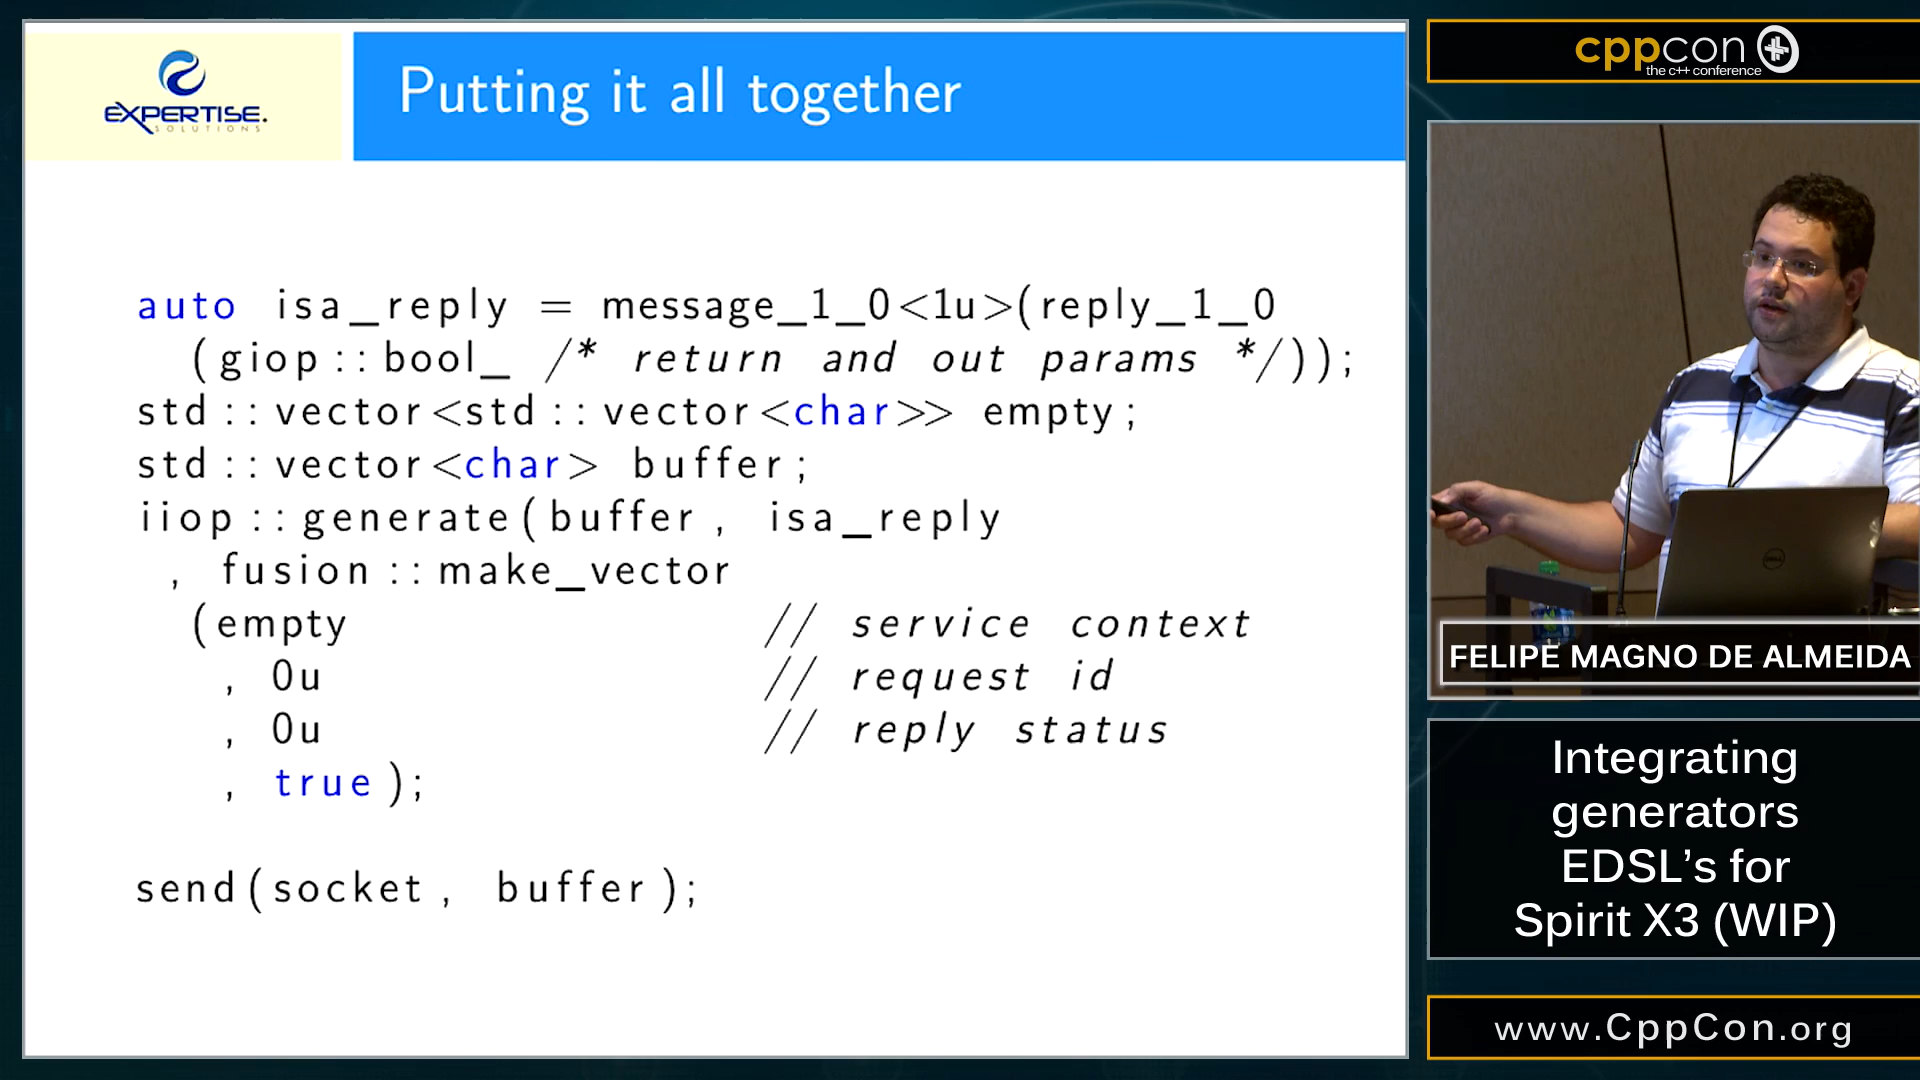 EXPERTISE.
SOLUTIONS
Putting it all together
auto isa_reply = message_1_0<1u>(reply_1_0
(giop::bool_ /* return and out params */));
std::vector<std::vector<char>> empty;
std::vector<char> buffer;
iiop::generate(buffer, isa_reply
, fusion::make_vector
(empty // service context
, 0u // request id
, 0u // reply status
, true);
send(socket, buffer);
cppcon
the c++ conference
DELL
FELIPE MAGNO DE ALMEIDA
Integrating
generators
EDSL’s for
Spirit X3 (WIP)
www.CppCon.org